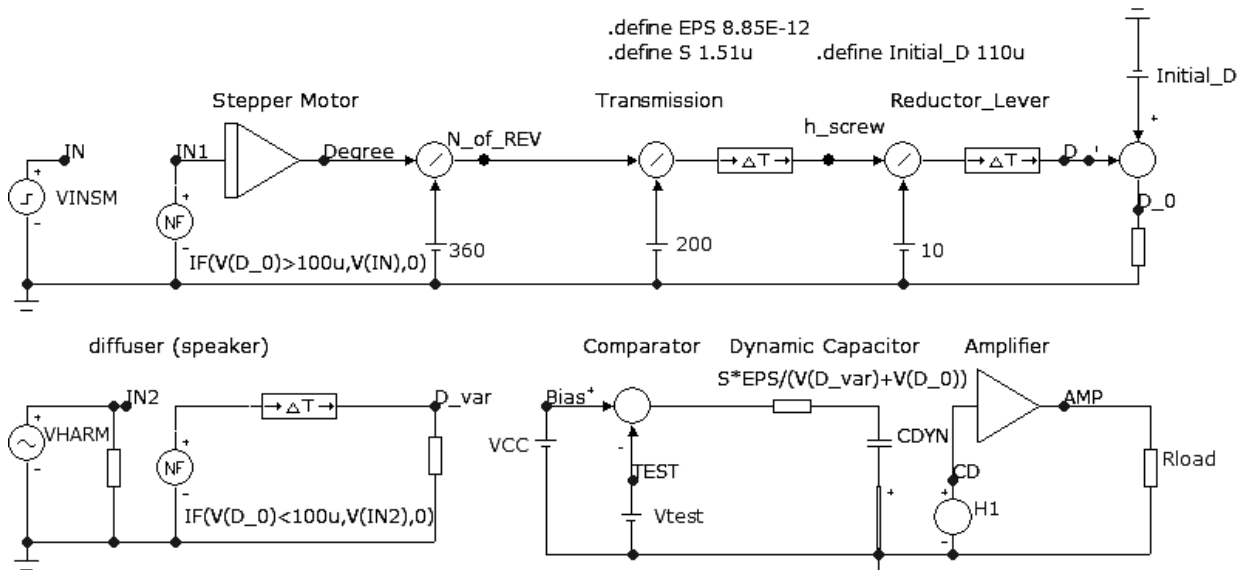 .define EPS 8.85E-12
.define S 1.51u .define Initial_D 110u
Initial_D
Stepper Motor Transmission Reductor_Lever
+
IN IN1 Degree N_of_REV h_screw D '
+ VINSM -
+ NF -
/ / ΔT / ΔT
D_0
360 200 10
IF(V(D_0)>100u,V(IN),0)
diffuser (speaker) Comparator Dynamic Capacitor Amplifier
S*EPS/(V(D_var)+V(D_0))
IN2 ΔT D_var Bias + AMP
+ VHARM -
NF
VCC - CDYN
TEST CD Rload
IF(V(D_0)<100u,V(IN2),0)
Vtest + + H1 -